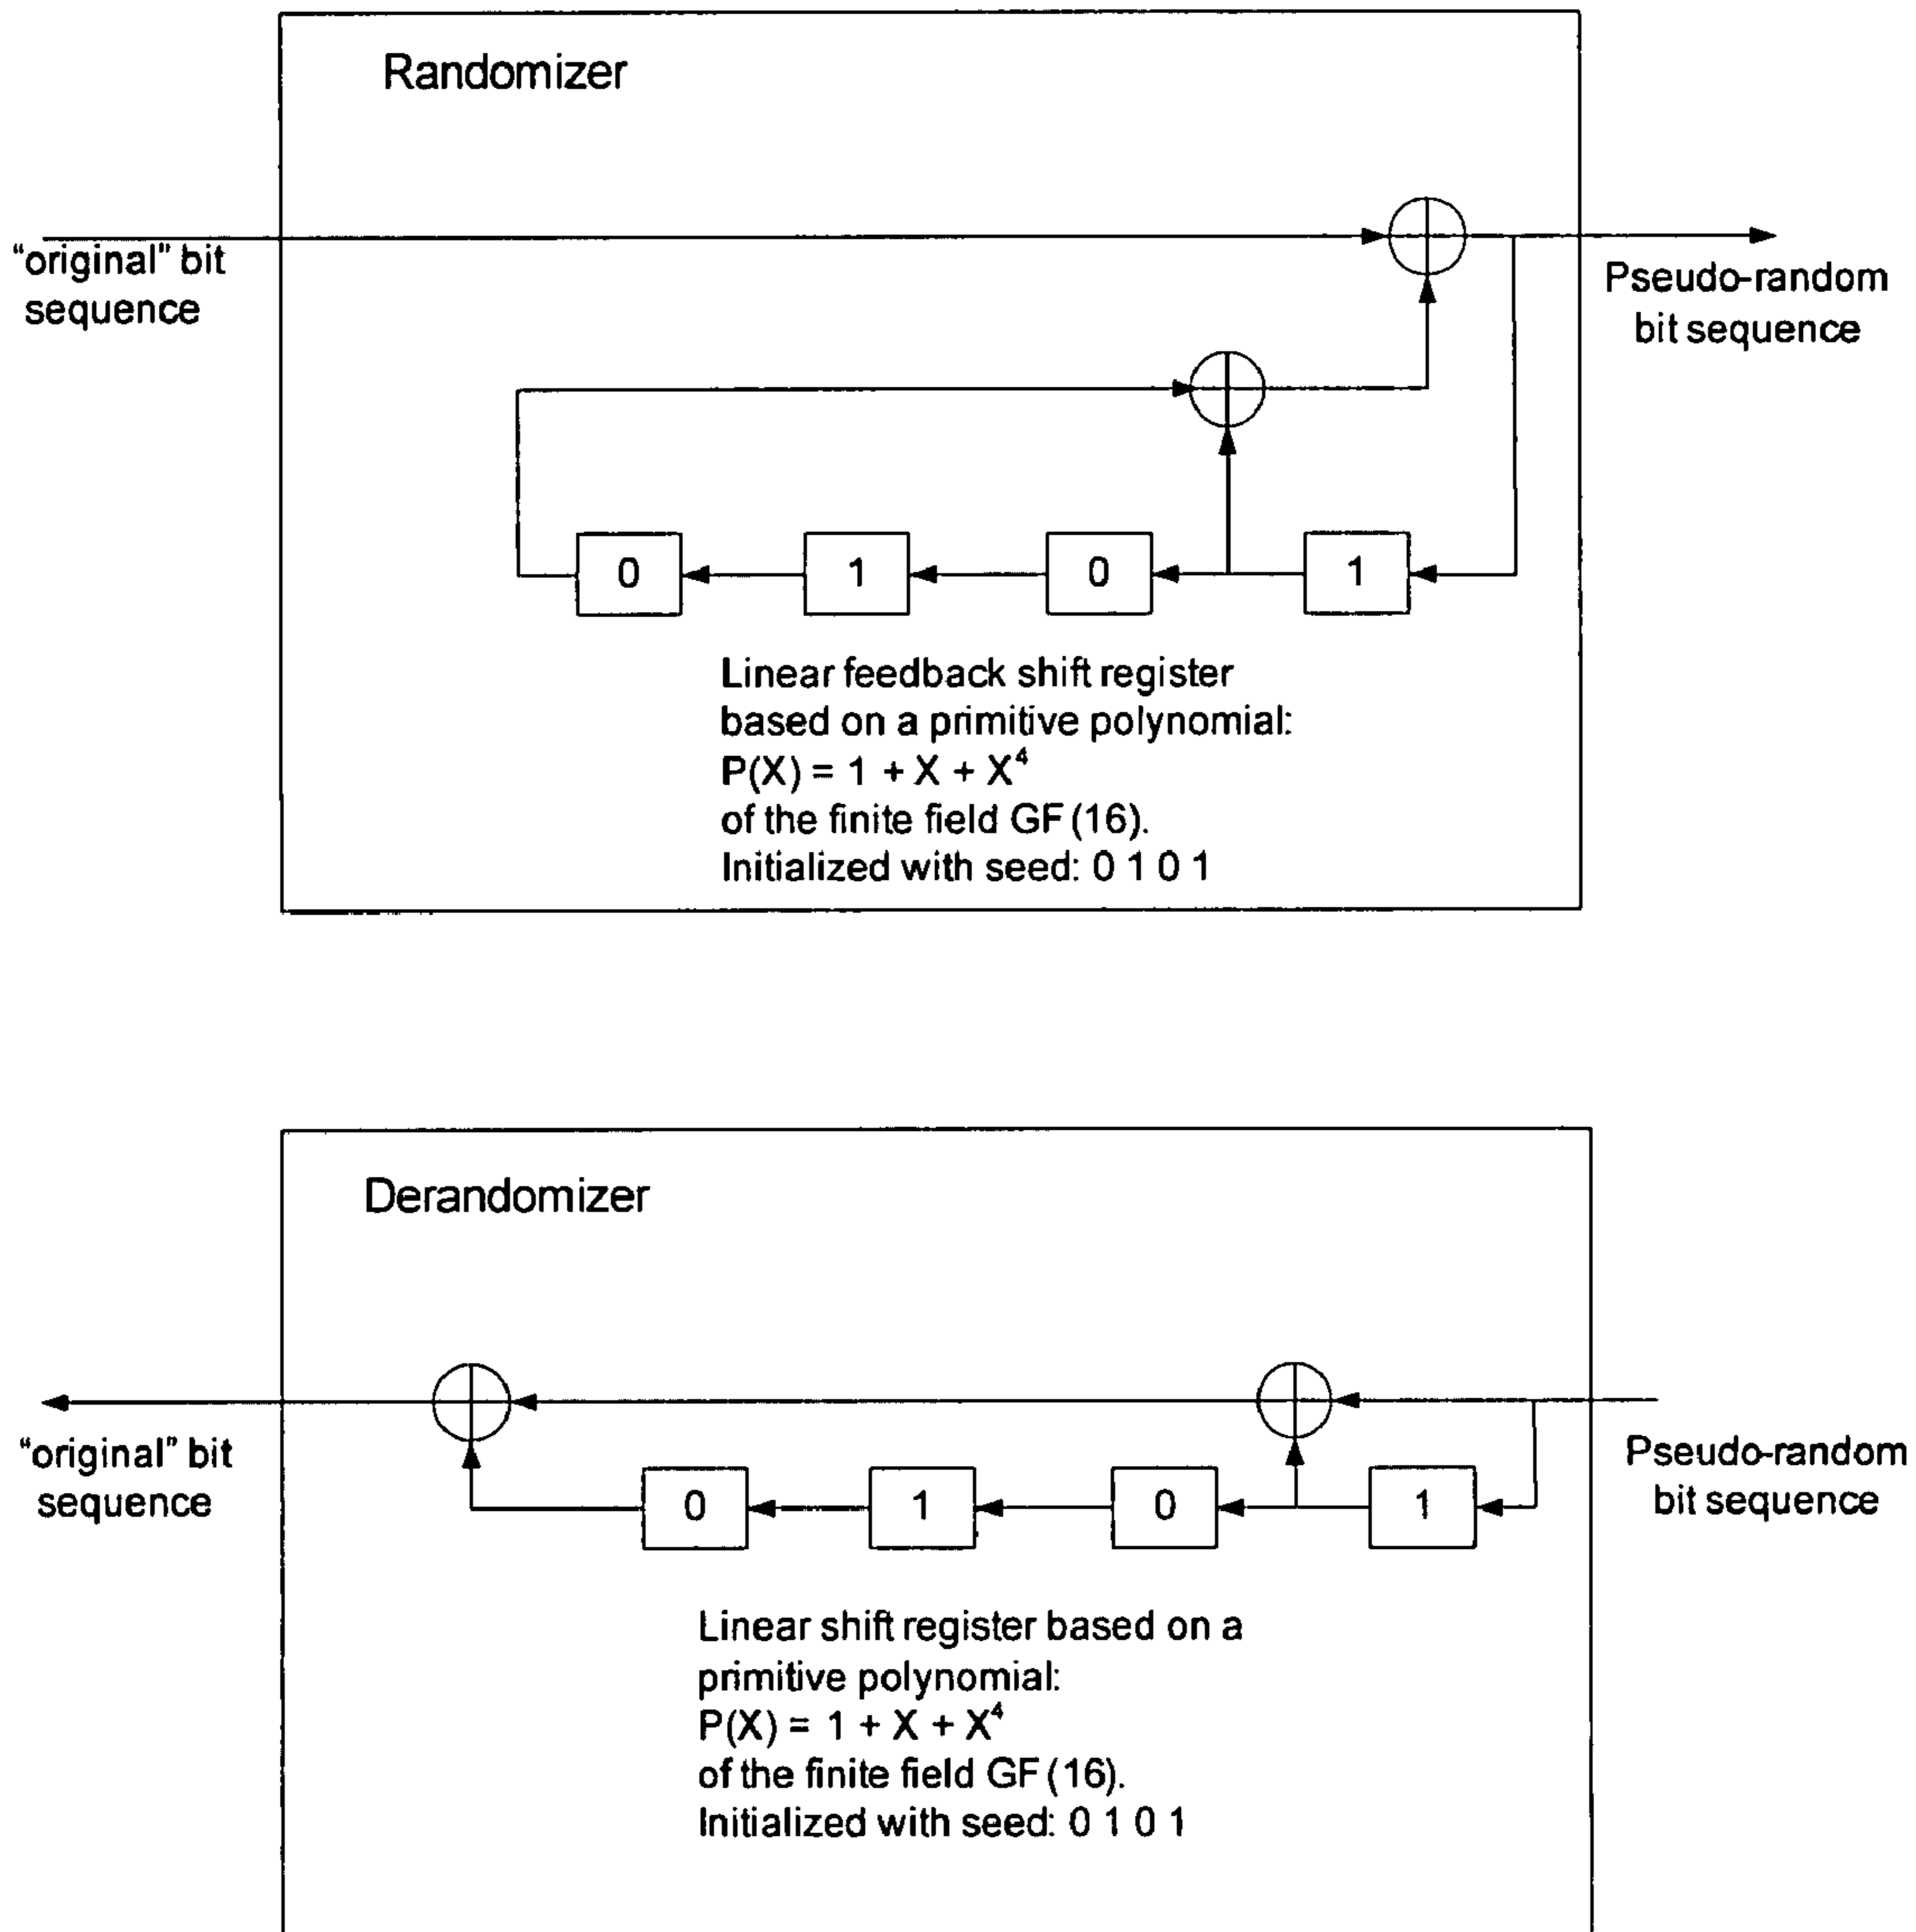 Randomizer
"original" bit
sequence
Pseudo-random
bit sequence
0 1 0 1
Linear feedback shift register
based on a primitive polynomial:
P(X) = 1 + X + X⁴
of the finite field GF(16).
Initialized with seed: 0 1 0 1
Derandomizer
"original" bit
sequence
Pseudo-random
bit sequence
0 1 0 1
Linear shift register based on a
primitive polynomial:
P(X) = 1 + X + X⁴
of the finite field GF(16).
Initialized with seed: 0 1 0 1